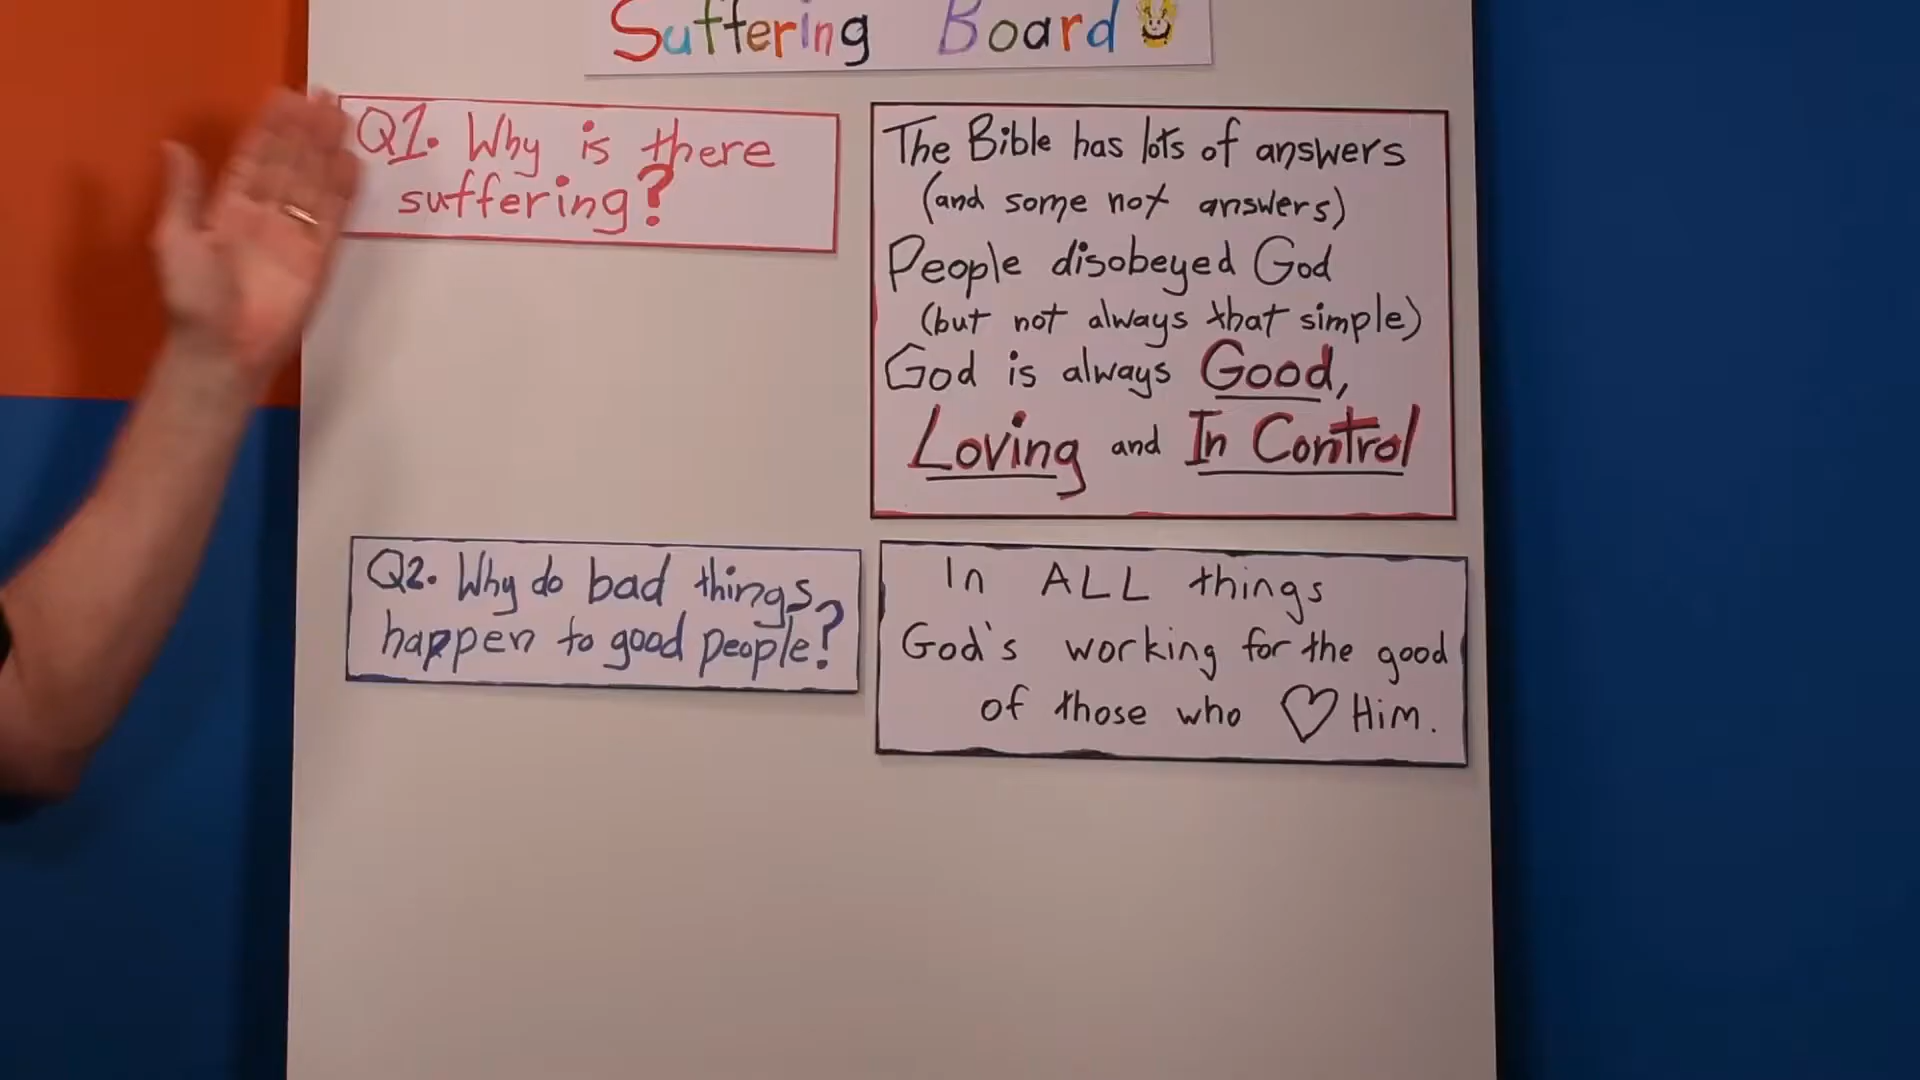 Suffering Board
Q1. Why is there
suffering?
The Bible has lots of answers
(and some not answers)
People disobeyed God
(but not always that simple)
God is always Good,
Loving and In Control
Q2. Why do bad things
happen to good people?
In ALL things
God's working for the good
of those who ♡ Him.